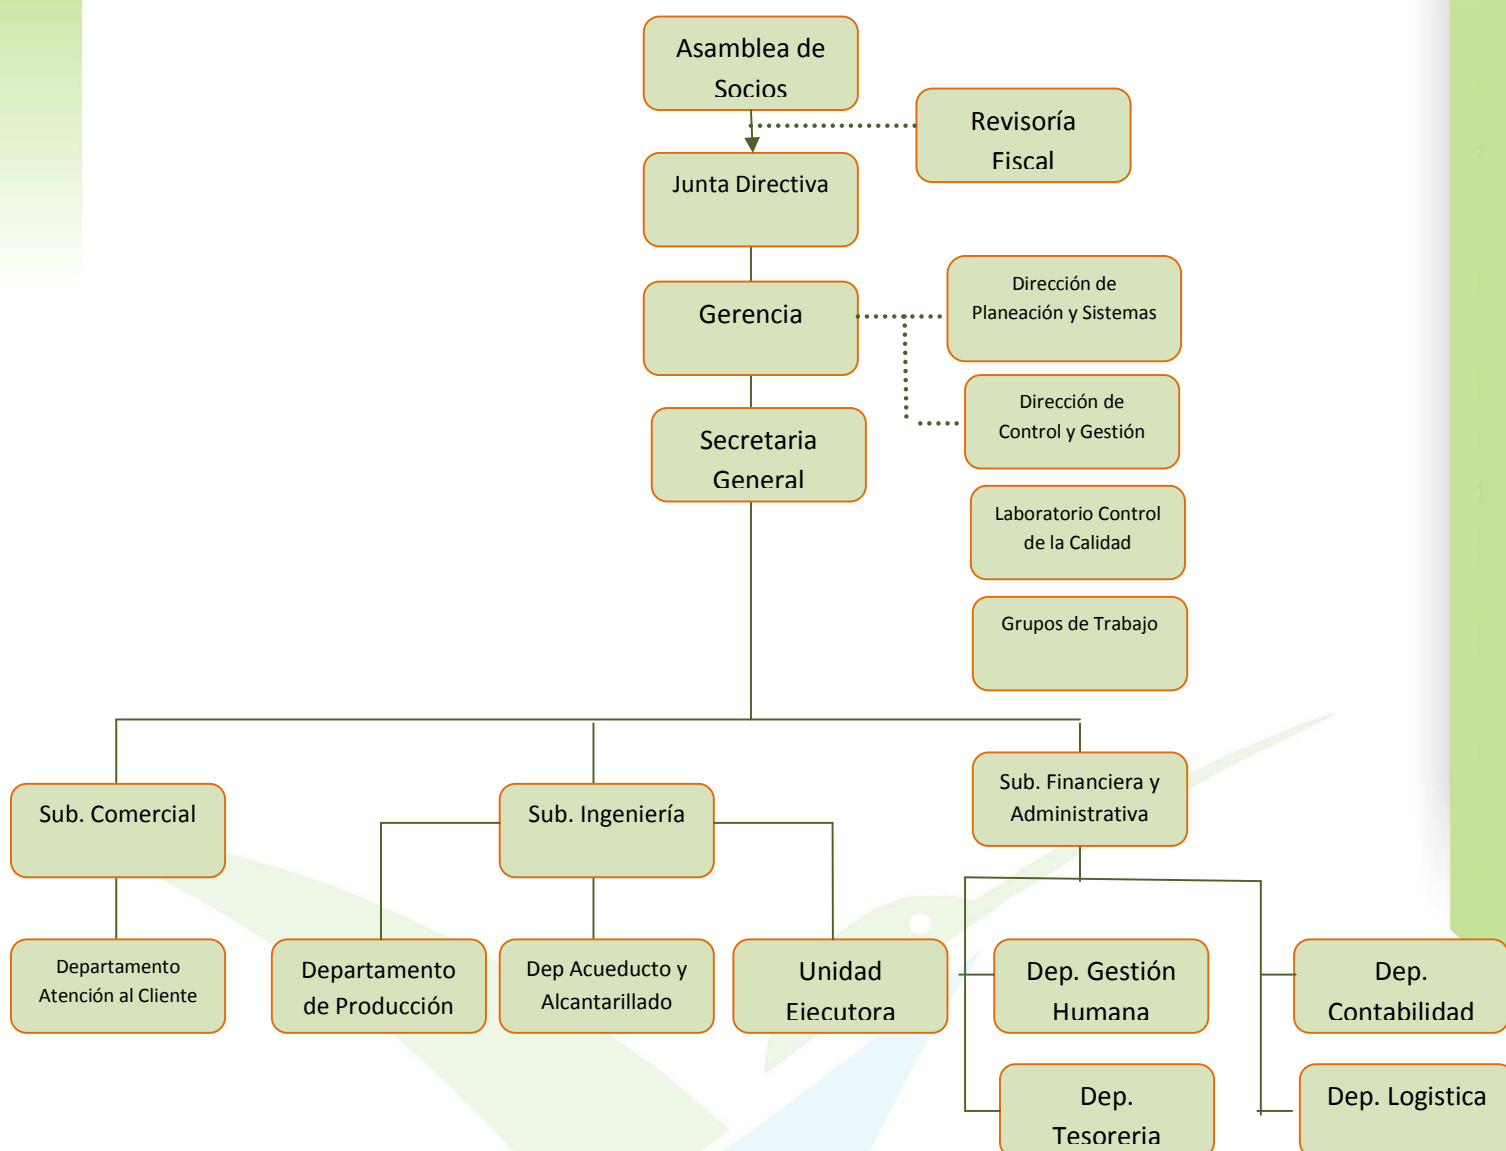 Asamblea de
Socios
Revisoría
Fiscal
Junta Directiva
Gerencia
Dirección de
Planeación y Sistemas
Dirección de
Control y Gestión
Secretaria
General
Laboratorio Control
de la Calidad
Grupos de Trabajo
Sub. Comercial
Sub. Ingeniería
Sub. Financiera y
Administrativa
Departamento
Atención al Cliente
Departamento
de Producción
Dep Acueducto y
Alcantarillado
Unidad
Ejecutora
Dep. Gestión
Humana
Dep.
Contabilidad
Dep.
Tesoreria
Dep. Logistica